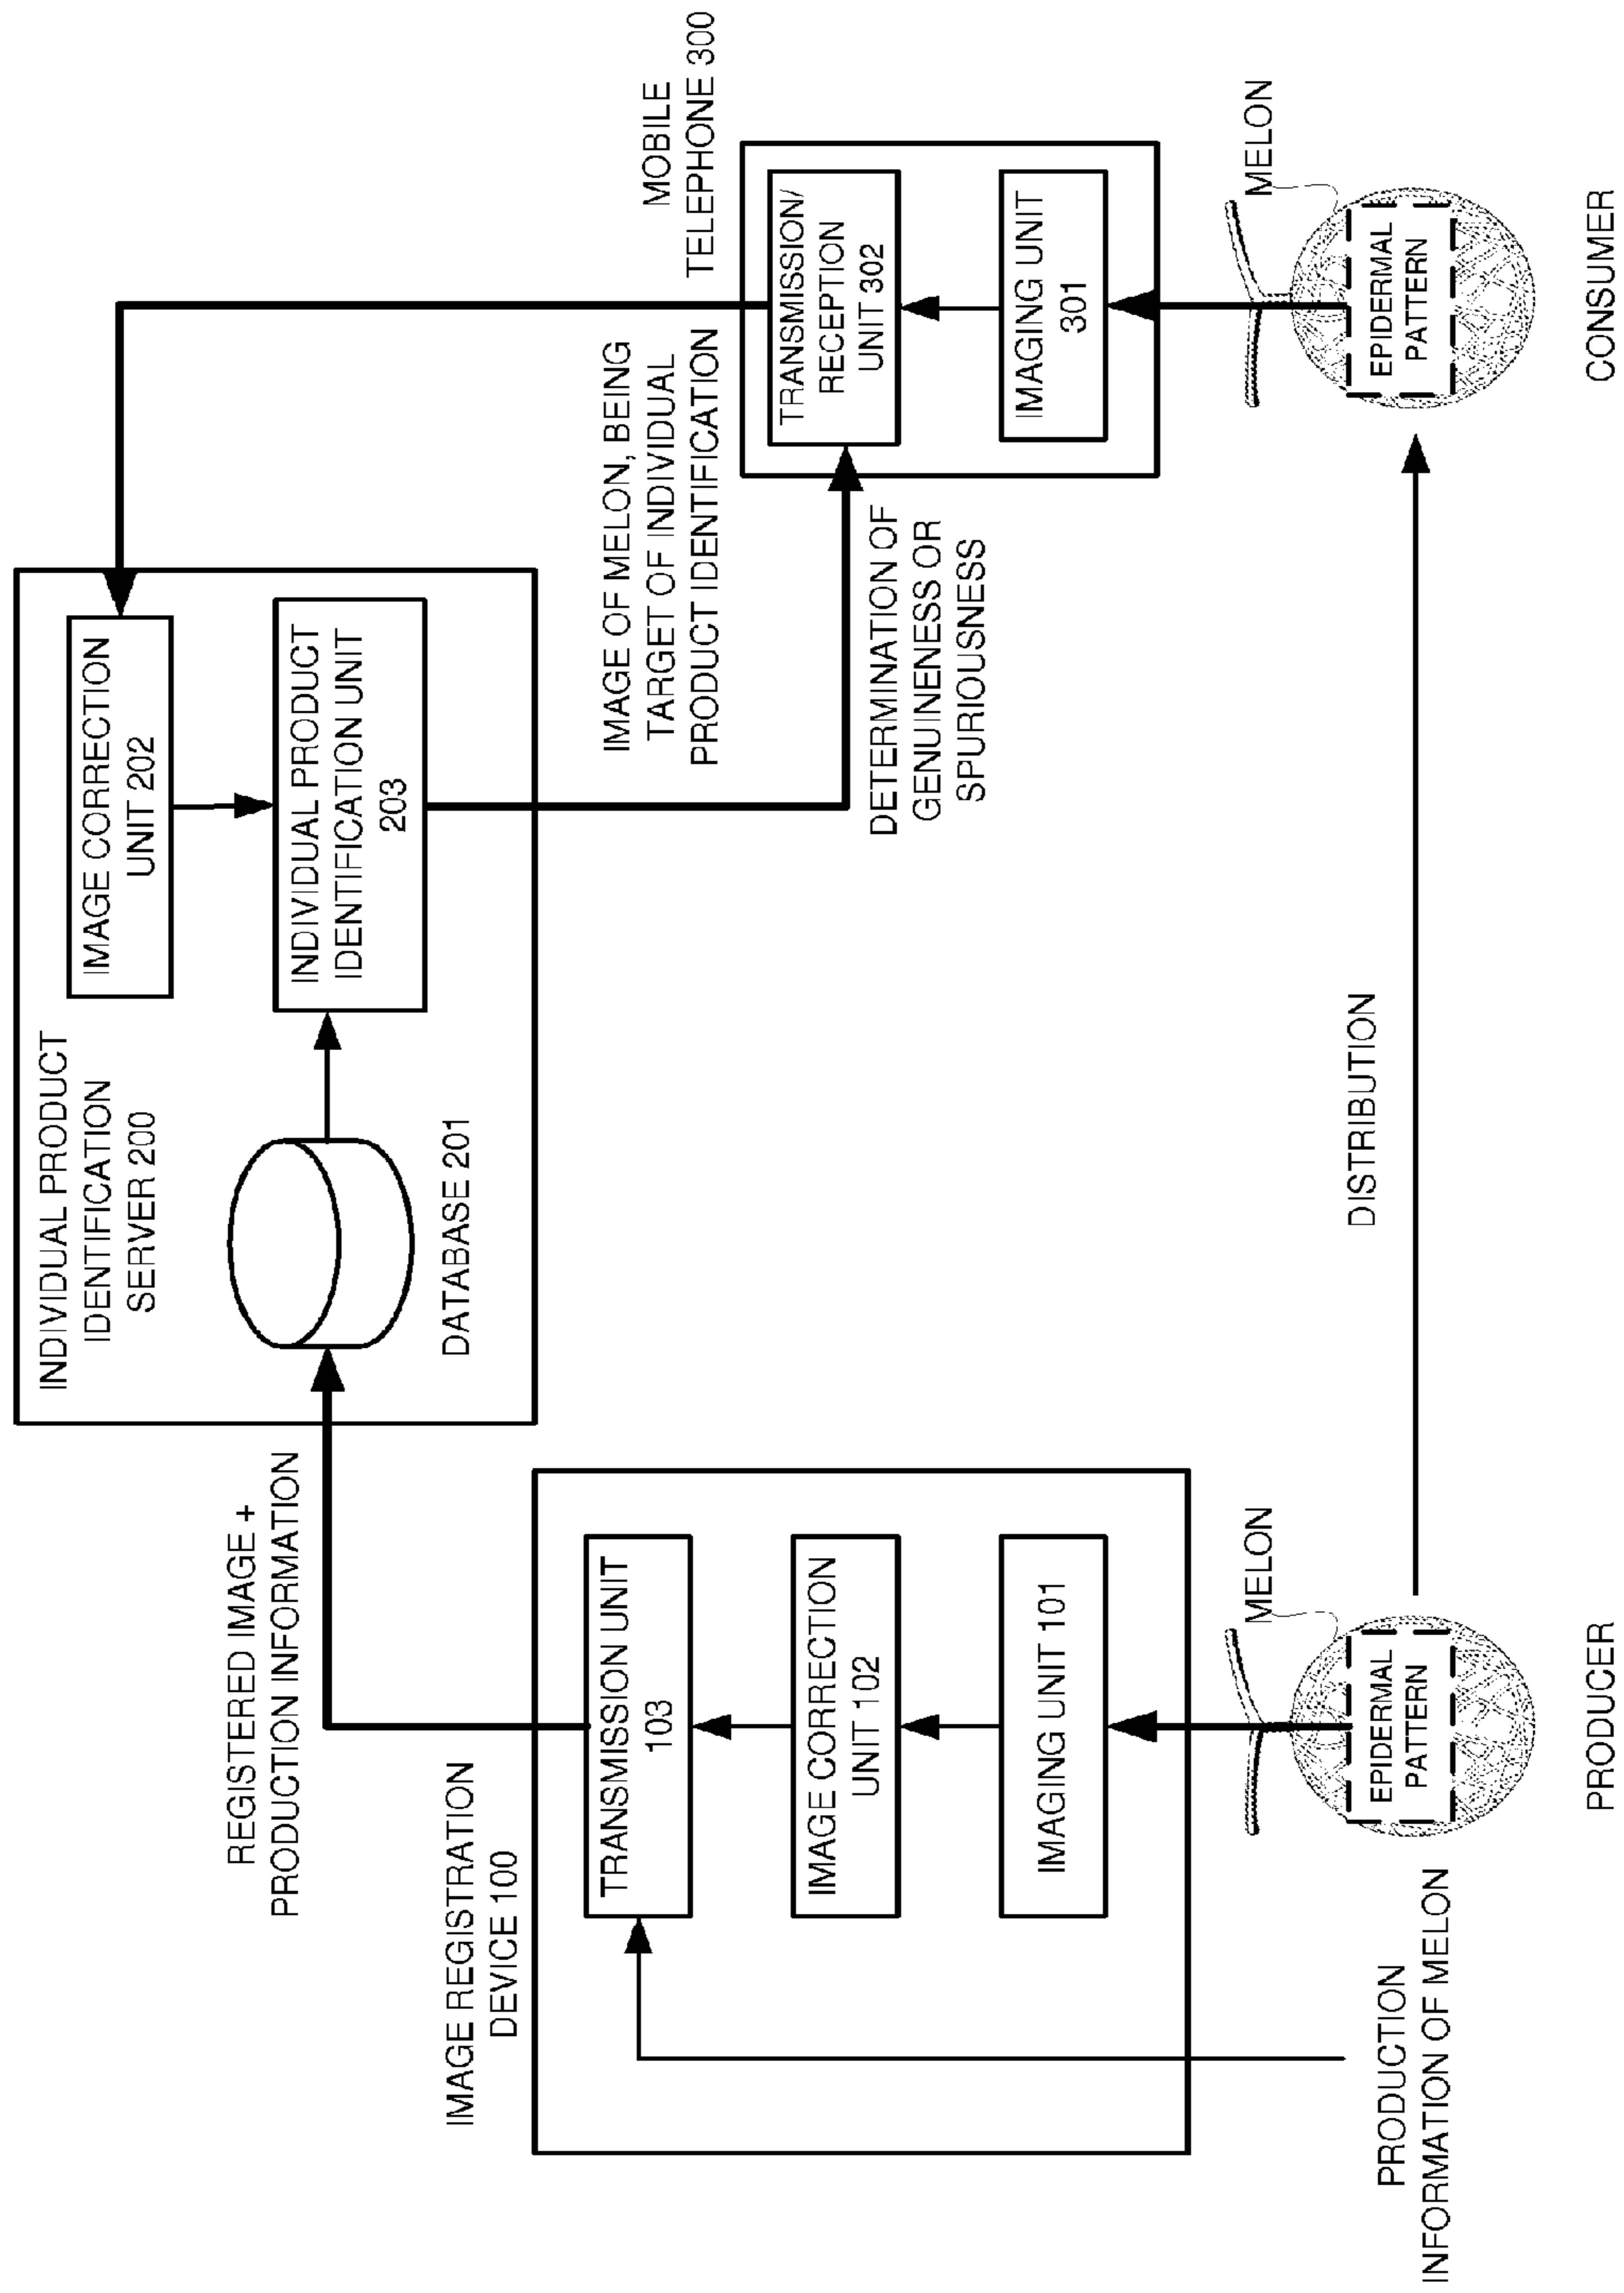 INDIVIDUAL PRODUCT
IDENTIFICATION
SERVER 200
IMAGE CORRECTION
UNIT 202
INDIVIDUAL PRODUCT
IDENTIFICATION UNIT
203
DATABASE 201
REGISTERED IMAGE +
PRODUCTION INFORMATION
IMAGE REGISTRATION
DEVICE 100
TRANSMISSION UNIT
103
IMAGE CORRECTION
UNIT 102
IMAGING UNIT 101
IMAGE OF MELON, BEING
TARGET OF INDIVIDUAL
PRODUCT IDENTIFICATION
DETERMINATION OF
GENUINENESS OR
SPURIOUSNESS
MOBILE
TELEPHONE 300
TRANSMISSION/
RECEPTION
UNIT 302
IMAGING UNIT
301
PRODUCTION
INFORMATION OF MELON
MELON
EPIDERMAL
PATTERN
PRODUCER
DISTRIBUTION
MELON
EPIDERMAL
PATTERN
CONSUMER